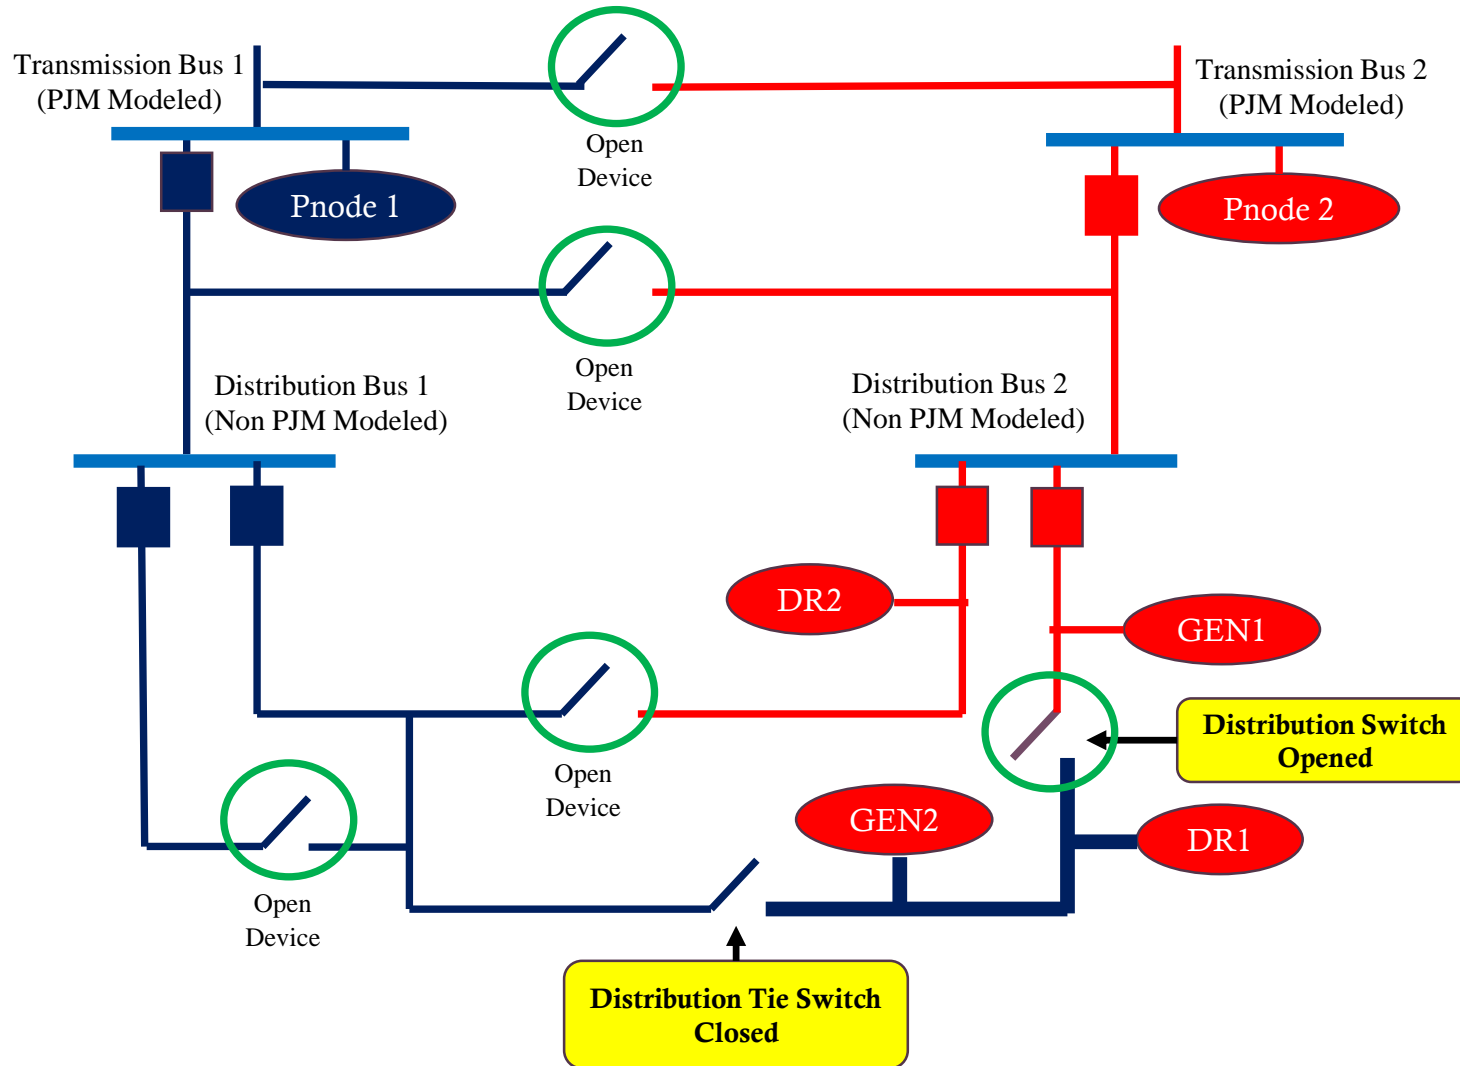 Transmission Bus 1
(PJM Modeled)
Open
Device
Transmission Bus 2
(PJM Modeled)
Pnode 1
Pnode 2
Open
Device
Distribution Bus 1
(Non PJM Modeled)
Distribution Bus 2
(Non PJM Modeled)
DR2
GEN1
Distribution Switch
Opened
Open
Device
GEN2
DR1
Open
Device
Distribution Tie Switch
Closed